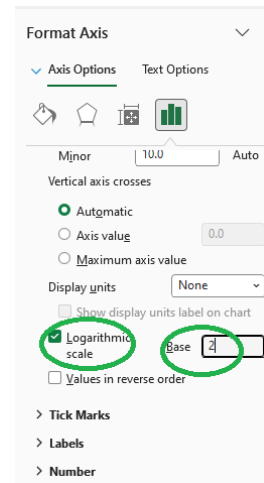 Format Axis
Axis Options Text Options
Minor 10.0 Auto
Vertical axis crosses
Automatic
Axis value 0.0
Maximum axis value
Display units None
Show display units label on chart
Logarithmic
scale
Base 2
Values in reverse order
Tick Marks
Labels
Number